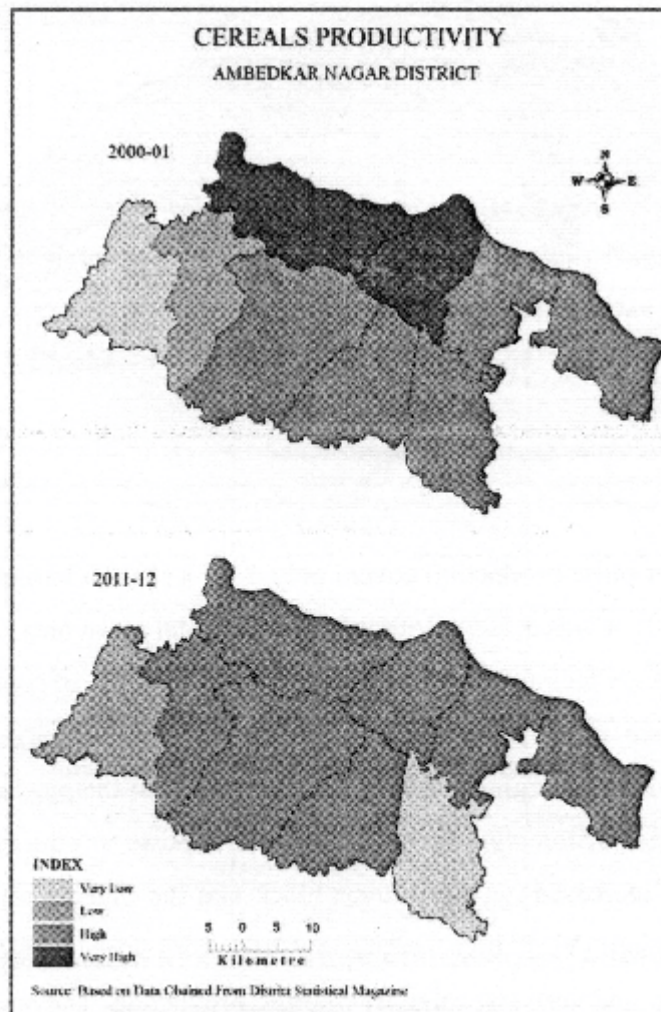 CEREALS PRODUCTIVITY
AMBEDKAR NAGAR DISTRICT
2000-01
N
W E
S
2011-12
INDEX
Very Low
Low
High
Very High
5 0 5 10
Kilometre
Source: Based on Data Obtained From District Statistical Magazine